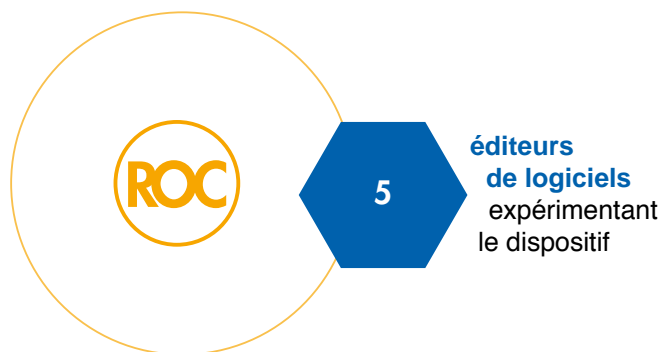 ROC
5
éditeurs
de logiciels
expérimentant
le dispositif